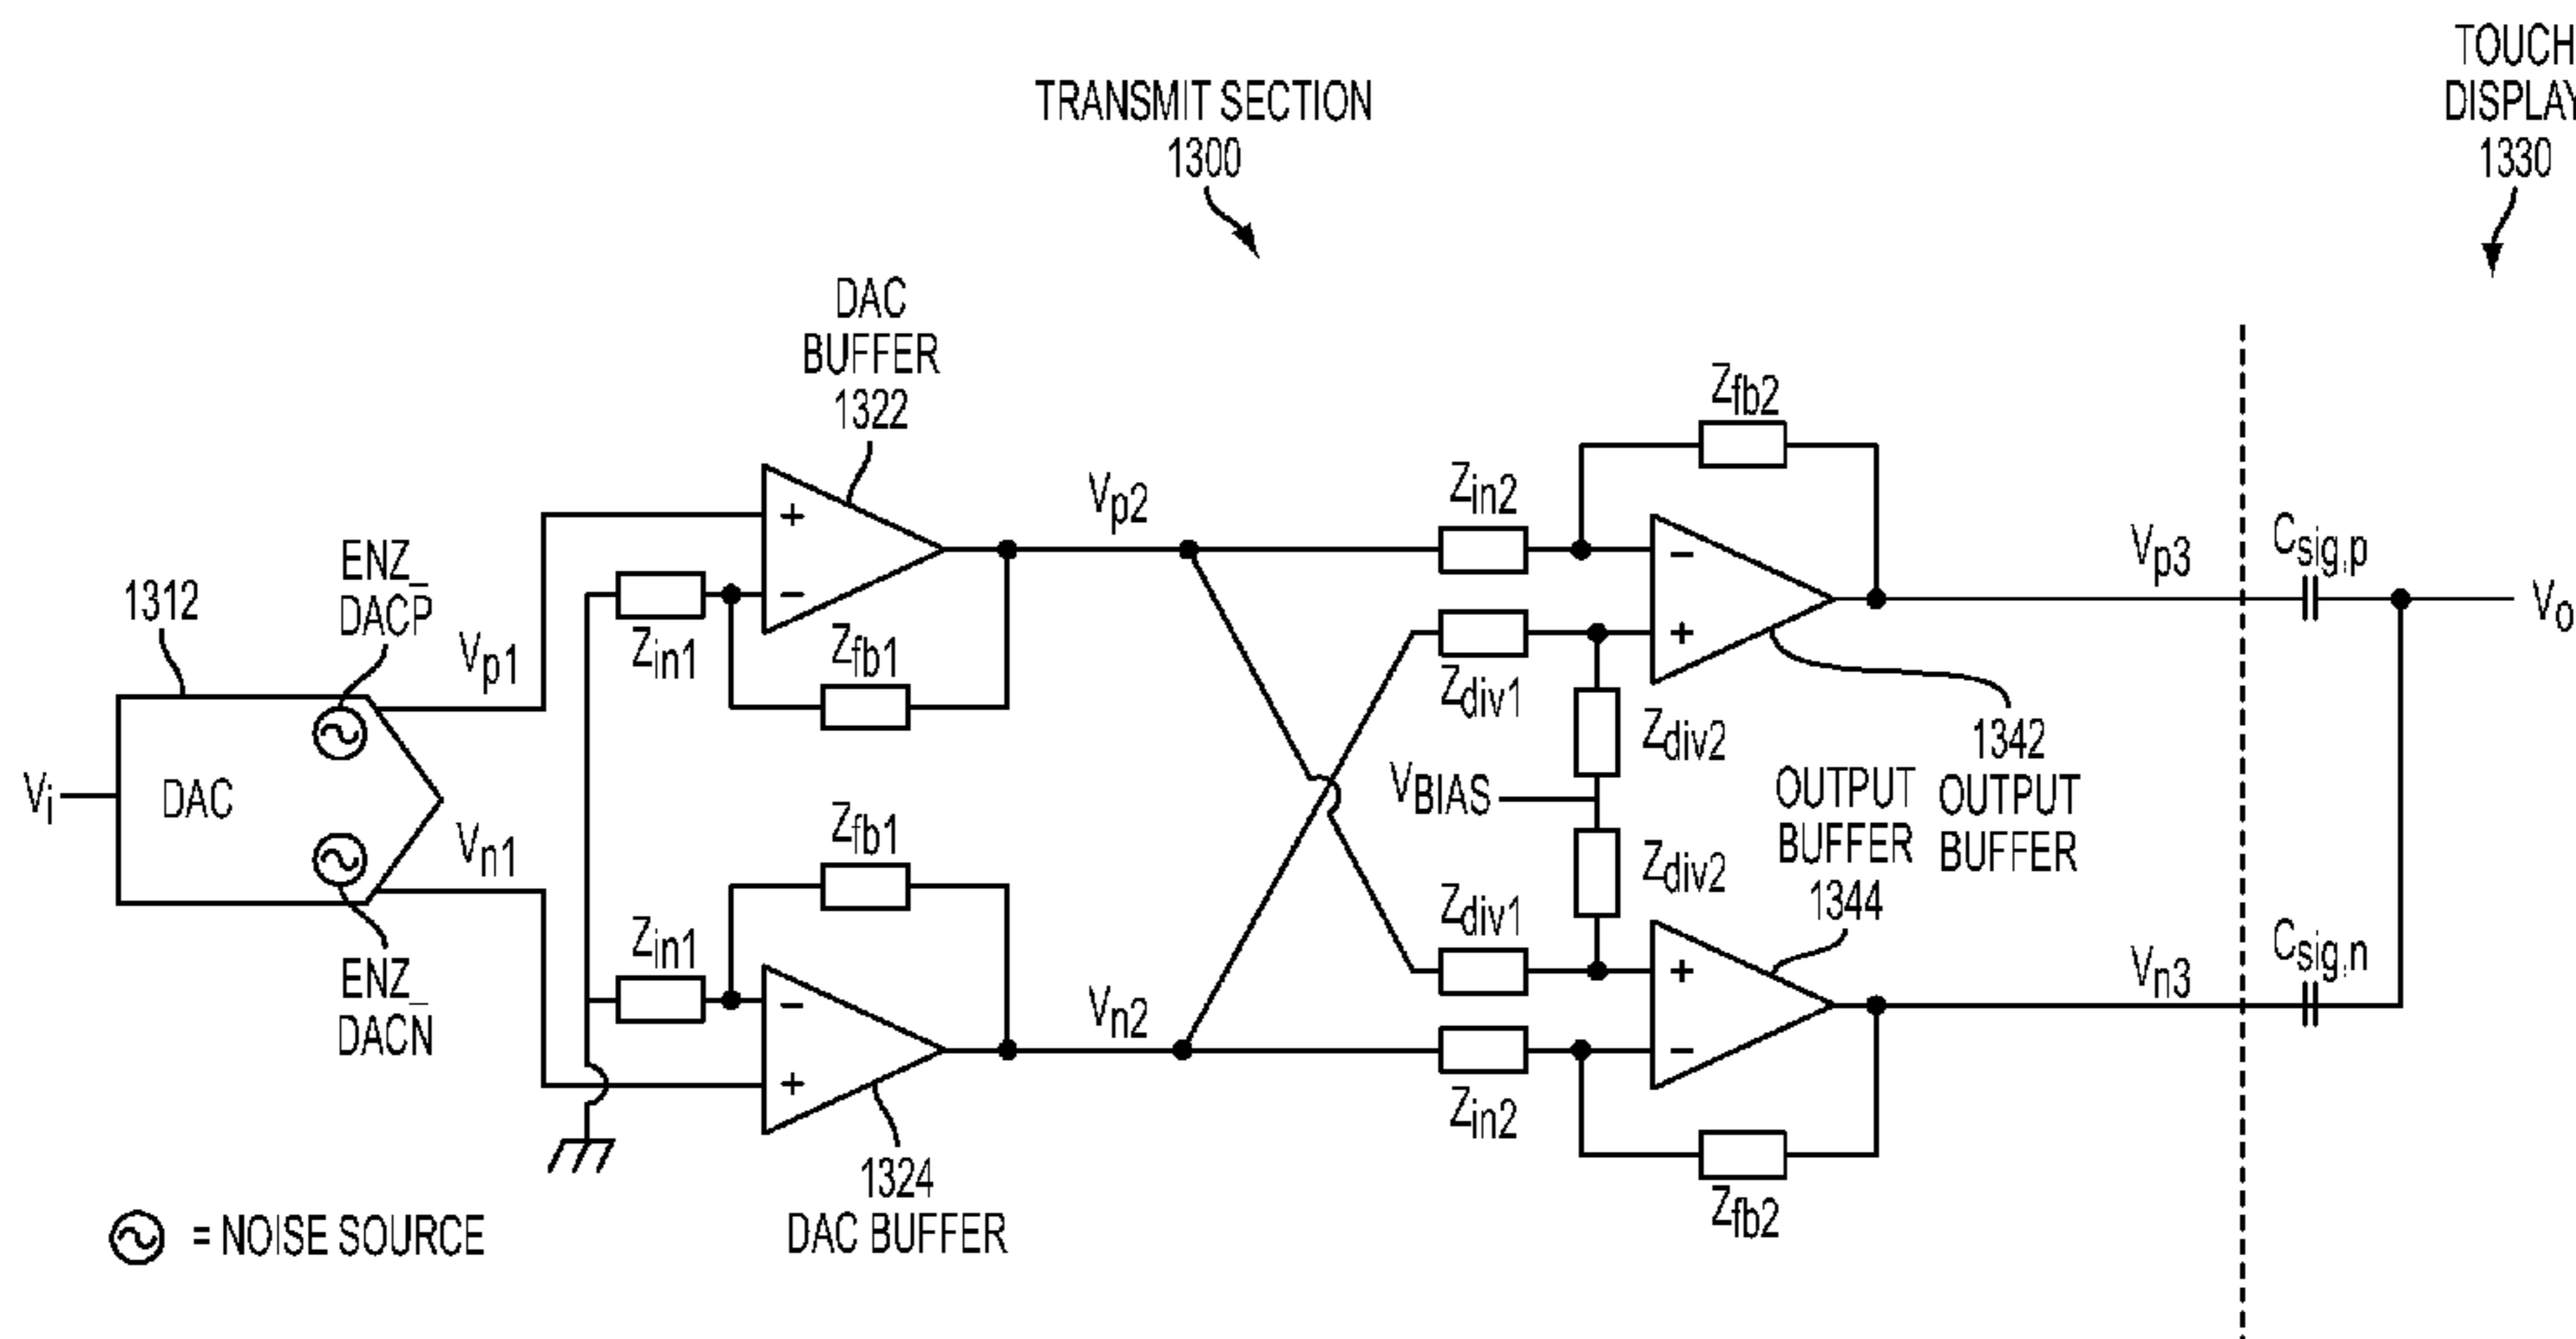 TRANSMIT SECTION
1300
TOUCH
DISPLAY
1330
DAC
BUFFER
1322
Zfb2
Vp2
Zin2
Vp3
Csig,p
Vo
1312
ENZ_
DACP
Vp1
+
−
Zin1
Zfb1
−
+
Zdiv1
Zdiv2
1342
OUTPUT
BUFFER
Vi
DAC
VBIAS
OUTPUT
BUFFER
1344
Vn1
Zfb1
Zdiv2
Zdiv1
Zin1
ENZ_
DACN
−
+
Vn2
+
−
Vn3
Csig,n
Zin2
1324
DAC BUFFER
Zfb2
= NOISE SOURCE